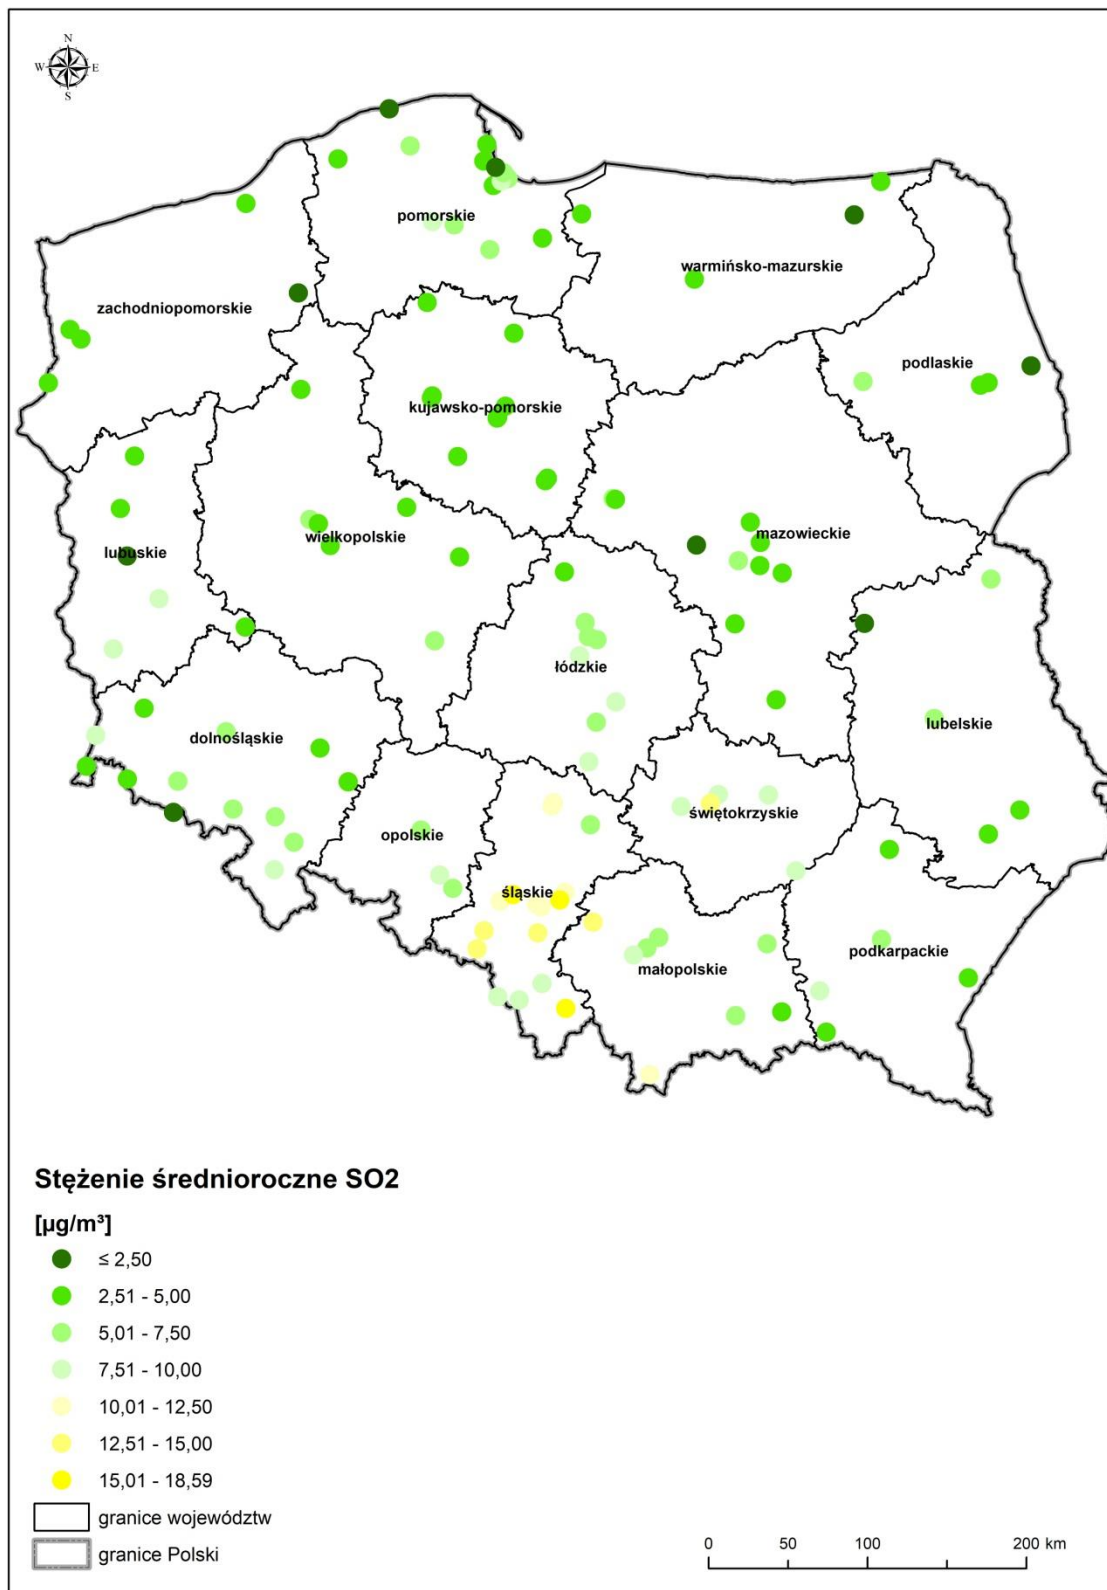 N
W E
S
pomorskie
warmińsko-mazurskie
zachodniopomorskie
podlaskie
kujawsko-pomorskie
mazowieckie
wielkopolskie
lubuskie
łódzkie
lubelskie
dolnośląskie
świętokrzyskie
opolskie
śląskie
podkarpackie
małopolskie
Stężenie średnioroczne SO2
[µg/m³]
≤ 2,50
2,51 - 5,00
5,01 - 7,50
7,51 - 10,00
10,01 - 12,50
12,51 - 15,00
15,01 - 18,59
granice województw
granice Polski
0 50 100 200 km